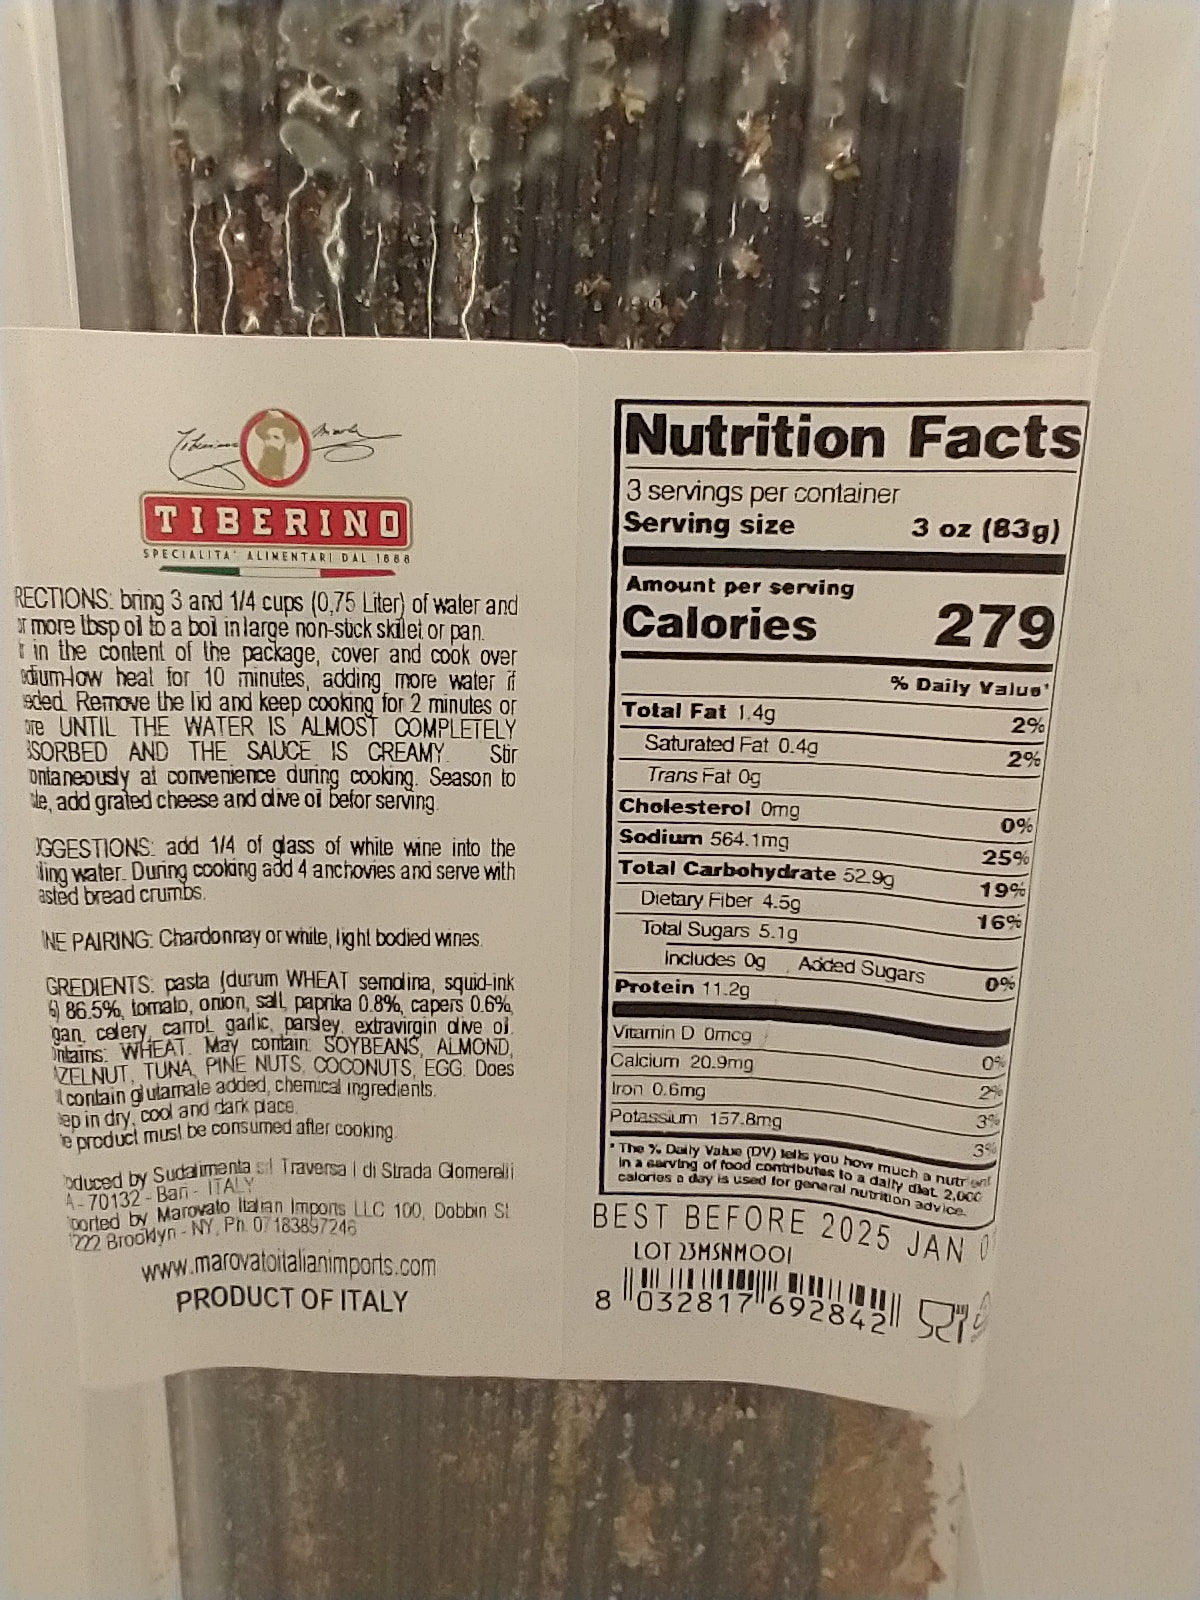 TIBERINO
SPECIALITA' ALIMENTARI DAL 1888
RECTIONS: bring 3 and 1/4 cups (0,75 Liter) of water and
or more tbsp oil to a boil in large non-stick skillet or pan.
r in the content of the package, cover and cook over
edium-low heat for 10 minutes, adding more water if
eded. Remove the lid and keep cooking for 2 minutes or
ore UNTIL THE WATER IS ALMOST COMPLETELY
BSORBED AND THE SAUCE IS CREAMY. Stir
ontaneously at convenience during cooking. Season to
ste, add grated cheese and olive oil befor serving.
GGESTIONS: add 1/4 of glass of white wine into the
iling water. During cooking add 4 anchovies and serve with
asted bread crumbs.
INE PAIRING: Chardonnay or white, light bodied wines.
GREDIENTS: pasta (durum WHEAT semolina, squid-ink
%) 86.5%, tomato, onion, salt, paprika 0.8%, capers 0.6%,
gan, celery, carrot, garlic, parsley, extravirgin olive oil.
ntains: WHEAT. May contain: SOYBEANS, ALMOND,
AZELNUT, TUNA, PINE NUTS, COCONUTS, EGG. Does
t contain glutamate added, chemical ingredients.
ep in dry, cool and dark place.
e product must be consumed after cooking.
oduced by Sudalimenta srl Traversa I di Strada Glomerelli
A - 70132 - Bari - ITALY
ported by Marovato Italian Imports LLC 100, Dobbin St.
222 Brooklyn - NY, Ph. 07183897246
www.marovatoitalianimports.com
PRODUCT OF ITALY
Nutrition Facts
3 servings per container
Serving size 3 oz (83g)
Amount per serving
Calories 279
% Daily Value*
Total Fat 1.4g 2%
Saturated Fat 0.4g 2%
Trans Fat 0g
Cholesterol 0mg 0%
Sodium 564.1mg 25%
Total Carbohydrate 52.9g 19%
Dietary Fiber 4.5g 16%
Total Sugars 5.1g
Includes 0g Added Sugars 0%
Protein 11.2g
Vitamin D 0mcg 0%
Calcium 20.9mg 2%
Iron 0.6mg 3%
Potassium 157.8mg 3%
* The % Daily Value (DV) tells you how much a nutrient
in a serving of food contributes to a daily diet. 2,000
calories a day is used for general nutrition advice.
BEST BEFORE 2025 JAN 0
LOT 23MSNM001
8 032817 692842